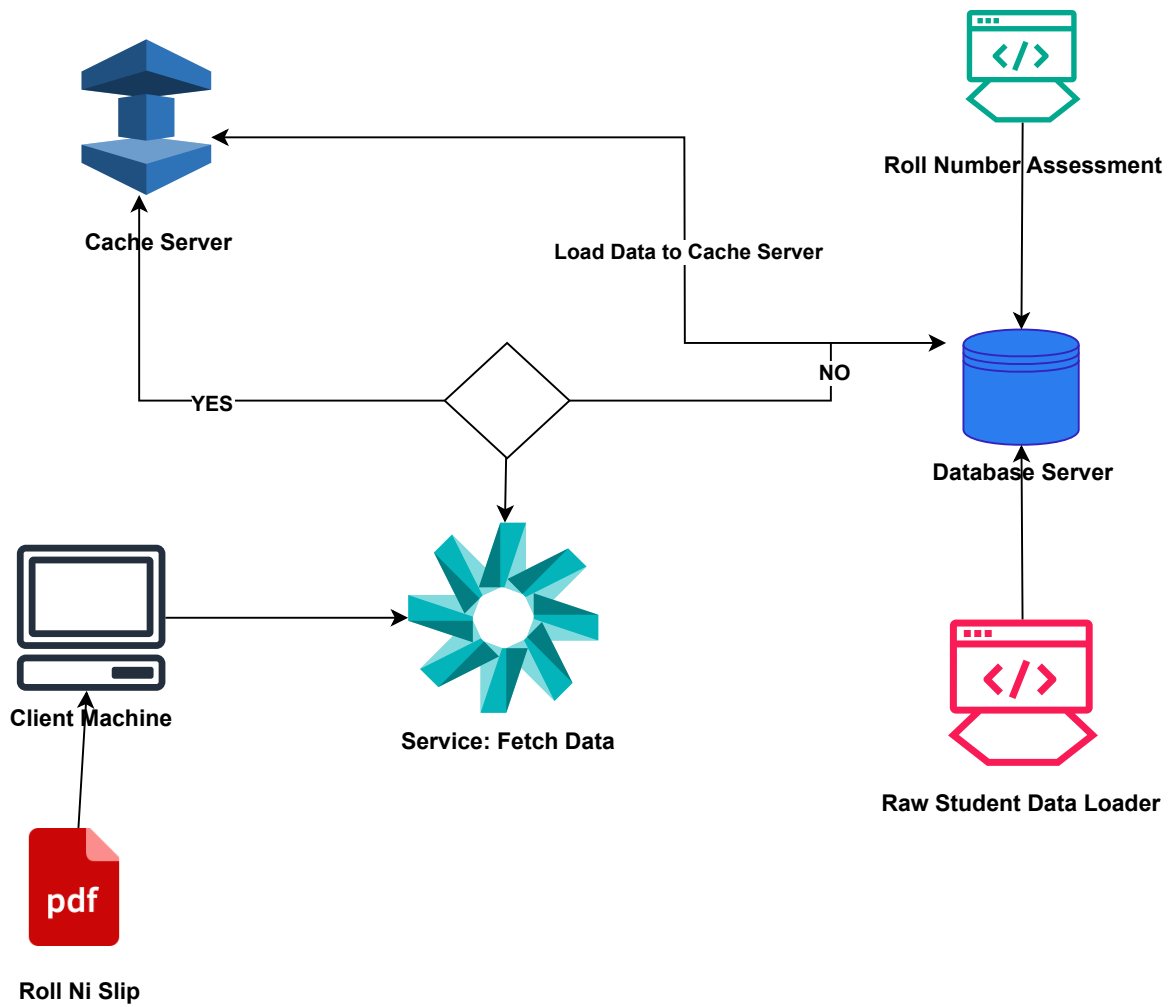 Roll Number Assessment
Cache Server
Load Data to Cache Server
NO
YES
Database Server
Client Machine
Service: Fetch Data
Raw Student Data Loader
pdf
Roll Ni Slip